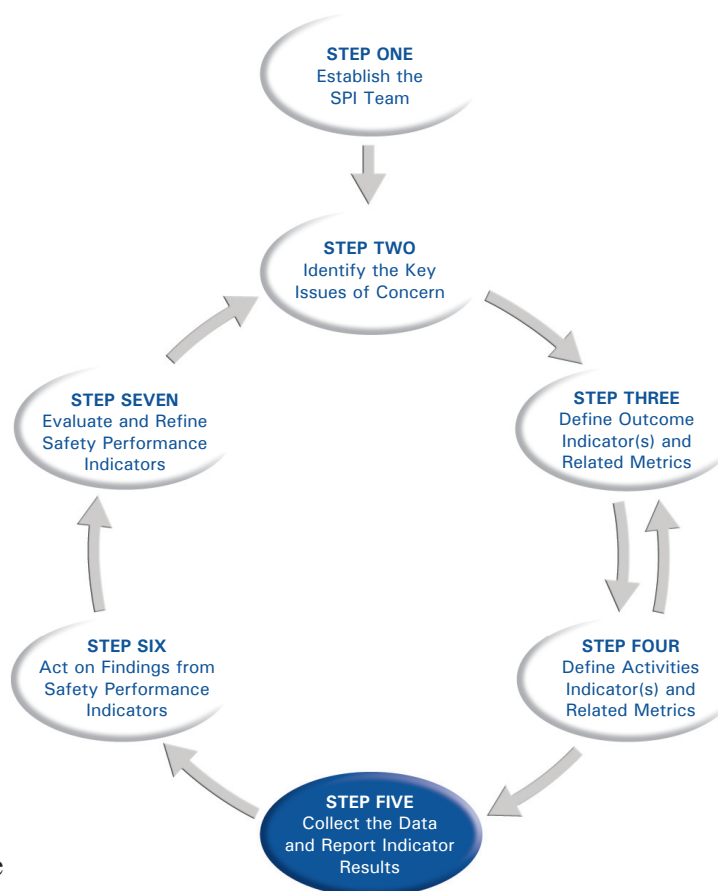 STEP ONE
Establish the
SPI Team
STEP TWO
Identify the Key
Issues of Concern
STEP THREE
Define Outcome
Indicator(s) and
Related Metrics
STEP FOUR
Define Activities
Indicator(s) and
Related Metrics
STEP FIVE
Collect the Data
and Report Indicator
Results
STEP SIX
Act on Findings from
Safety Performance
Indicators
STEP SEVEN
Evaluate and Refine
Safety Performance
Indicators
e